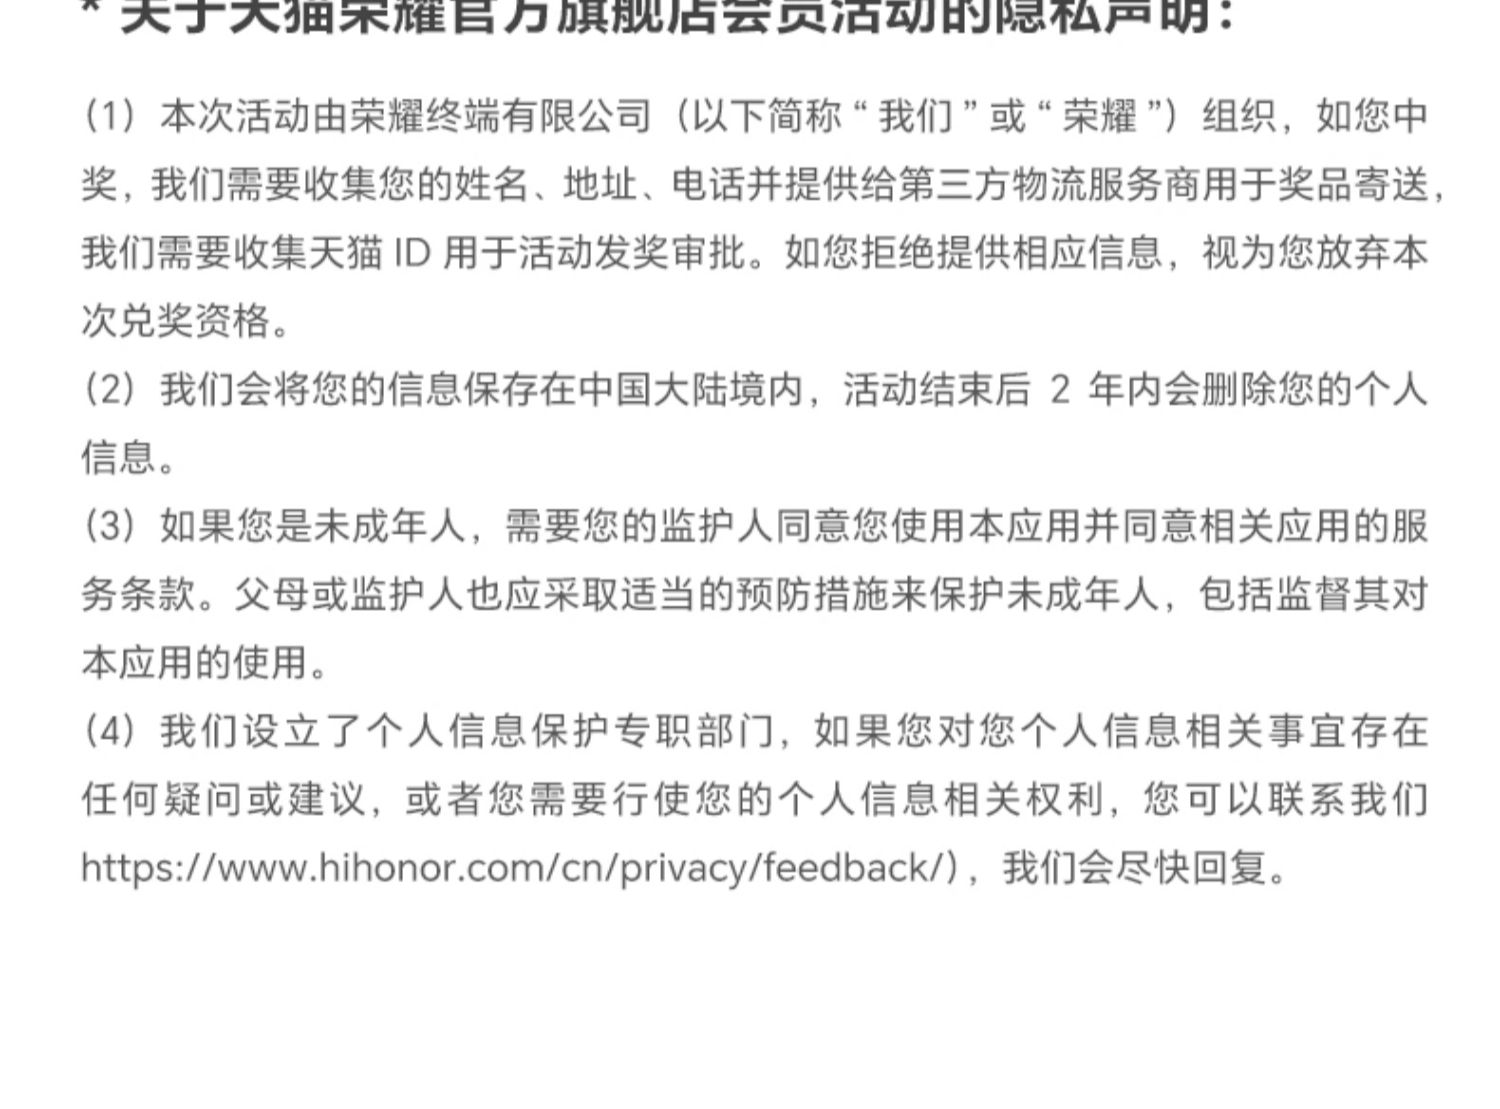 * 关于天猫荣耀官方旗舰店会员活动的隐私声明：
（1）本次活动由荣耀终端有限公司（以下简称“我们”或“荣耀”）组织，如您中
奖，我们需要收集您的姓名、地址、电话并提供给第三方物流服务商用于奖品寄送，
我们需要收集天猫 ID 用于活动发奖审批。如您拒绝提供相应信息，视为您放弃本
次兑奖资格。
（2）我们会将您的信息保存在中国大陆境内，活动结束后 2 年内会删除您的个人
信息。
（3）如果您是未成年人，需要您的监护人同意您使用本应用并同意相关应用的服
务条款。父母或监护人也应采取适当的预防措施来保护未成年人，包括监督其对
本应用的使用。
（4）我们设立了个人信息保护专职部门，如果您对您个人信息相关事宜存在
任何疑问或建议，或者您需要行使您的个人信息相关权利，您可以联系我们
https://www.hihonor.com/cn/privacy/feedback/)，我们会尽快回复。